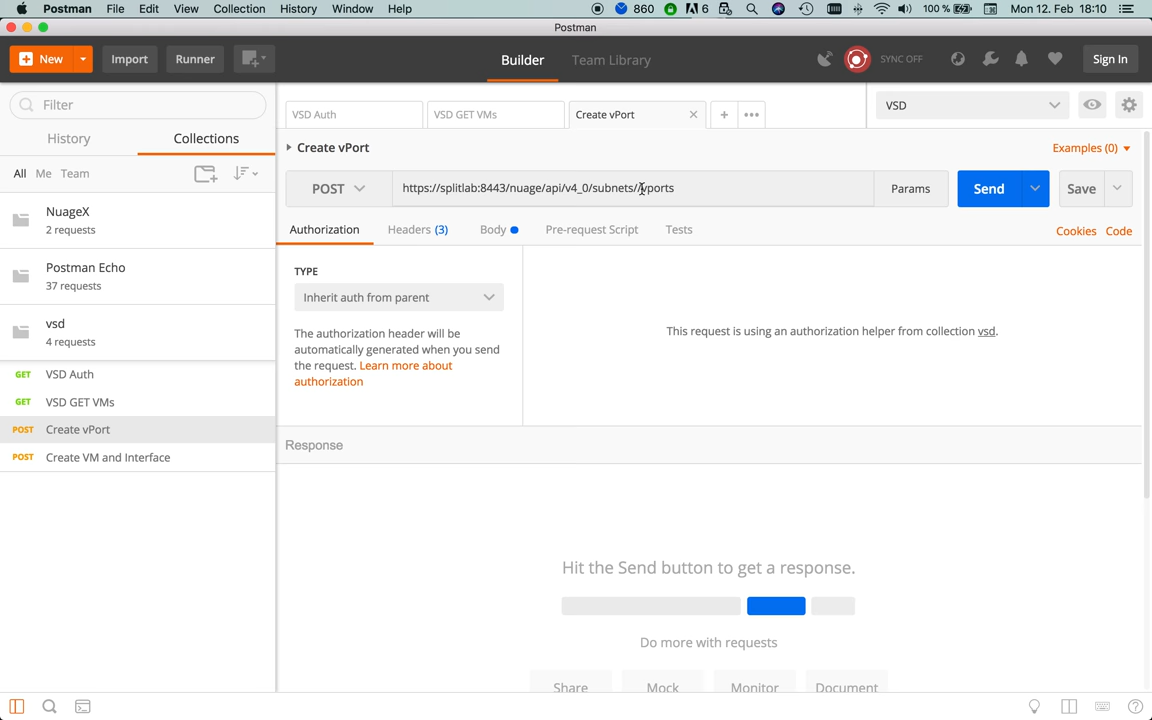 Postman File Edit View Collection History Window Help 860 6 100 % Mon 12. Feb 18:10
Postman
New Import Runner Builder Team Library SYNC OFF Sign In
Filter
VSD Auth VSD GET VMs Create vPort VSD
History Collections
Create vPort Examples (0)
All Me Team
POST https://splitlab:8443/nuage/api/v4_0/subnets//vports Params Send Save
NuageX
2 requests
Authorization Headers (3) Body Pre-request Script Tests Cookies Code
Postman Echo
37 requests
TYPE
Inherit auth from parent
vsd
4 requests
The authorization header will be
automatically generated when you send
the request. Learn more about
authorization
This request is using an authorization helper from collection vsd.
GET VSD Auth
GET VSD GET VMs
POST Create vPort
POST Create VM and Interface
Response
Hit the Send button to get a response.
Do more with requests
Share Mock Monitor Document